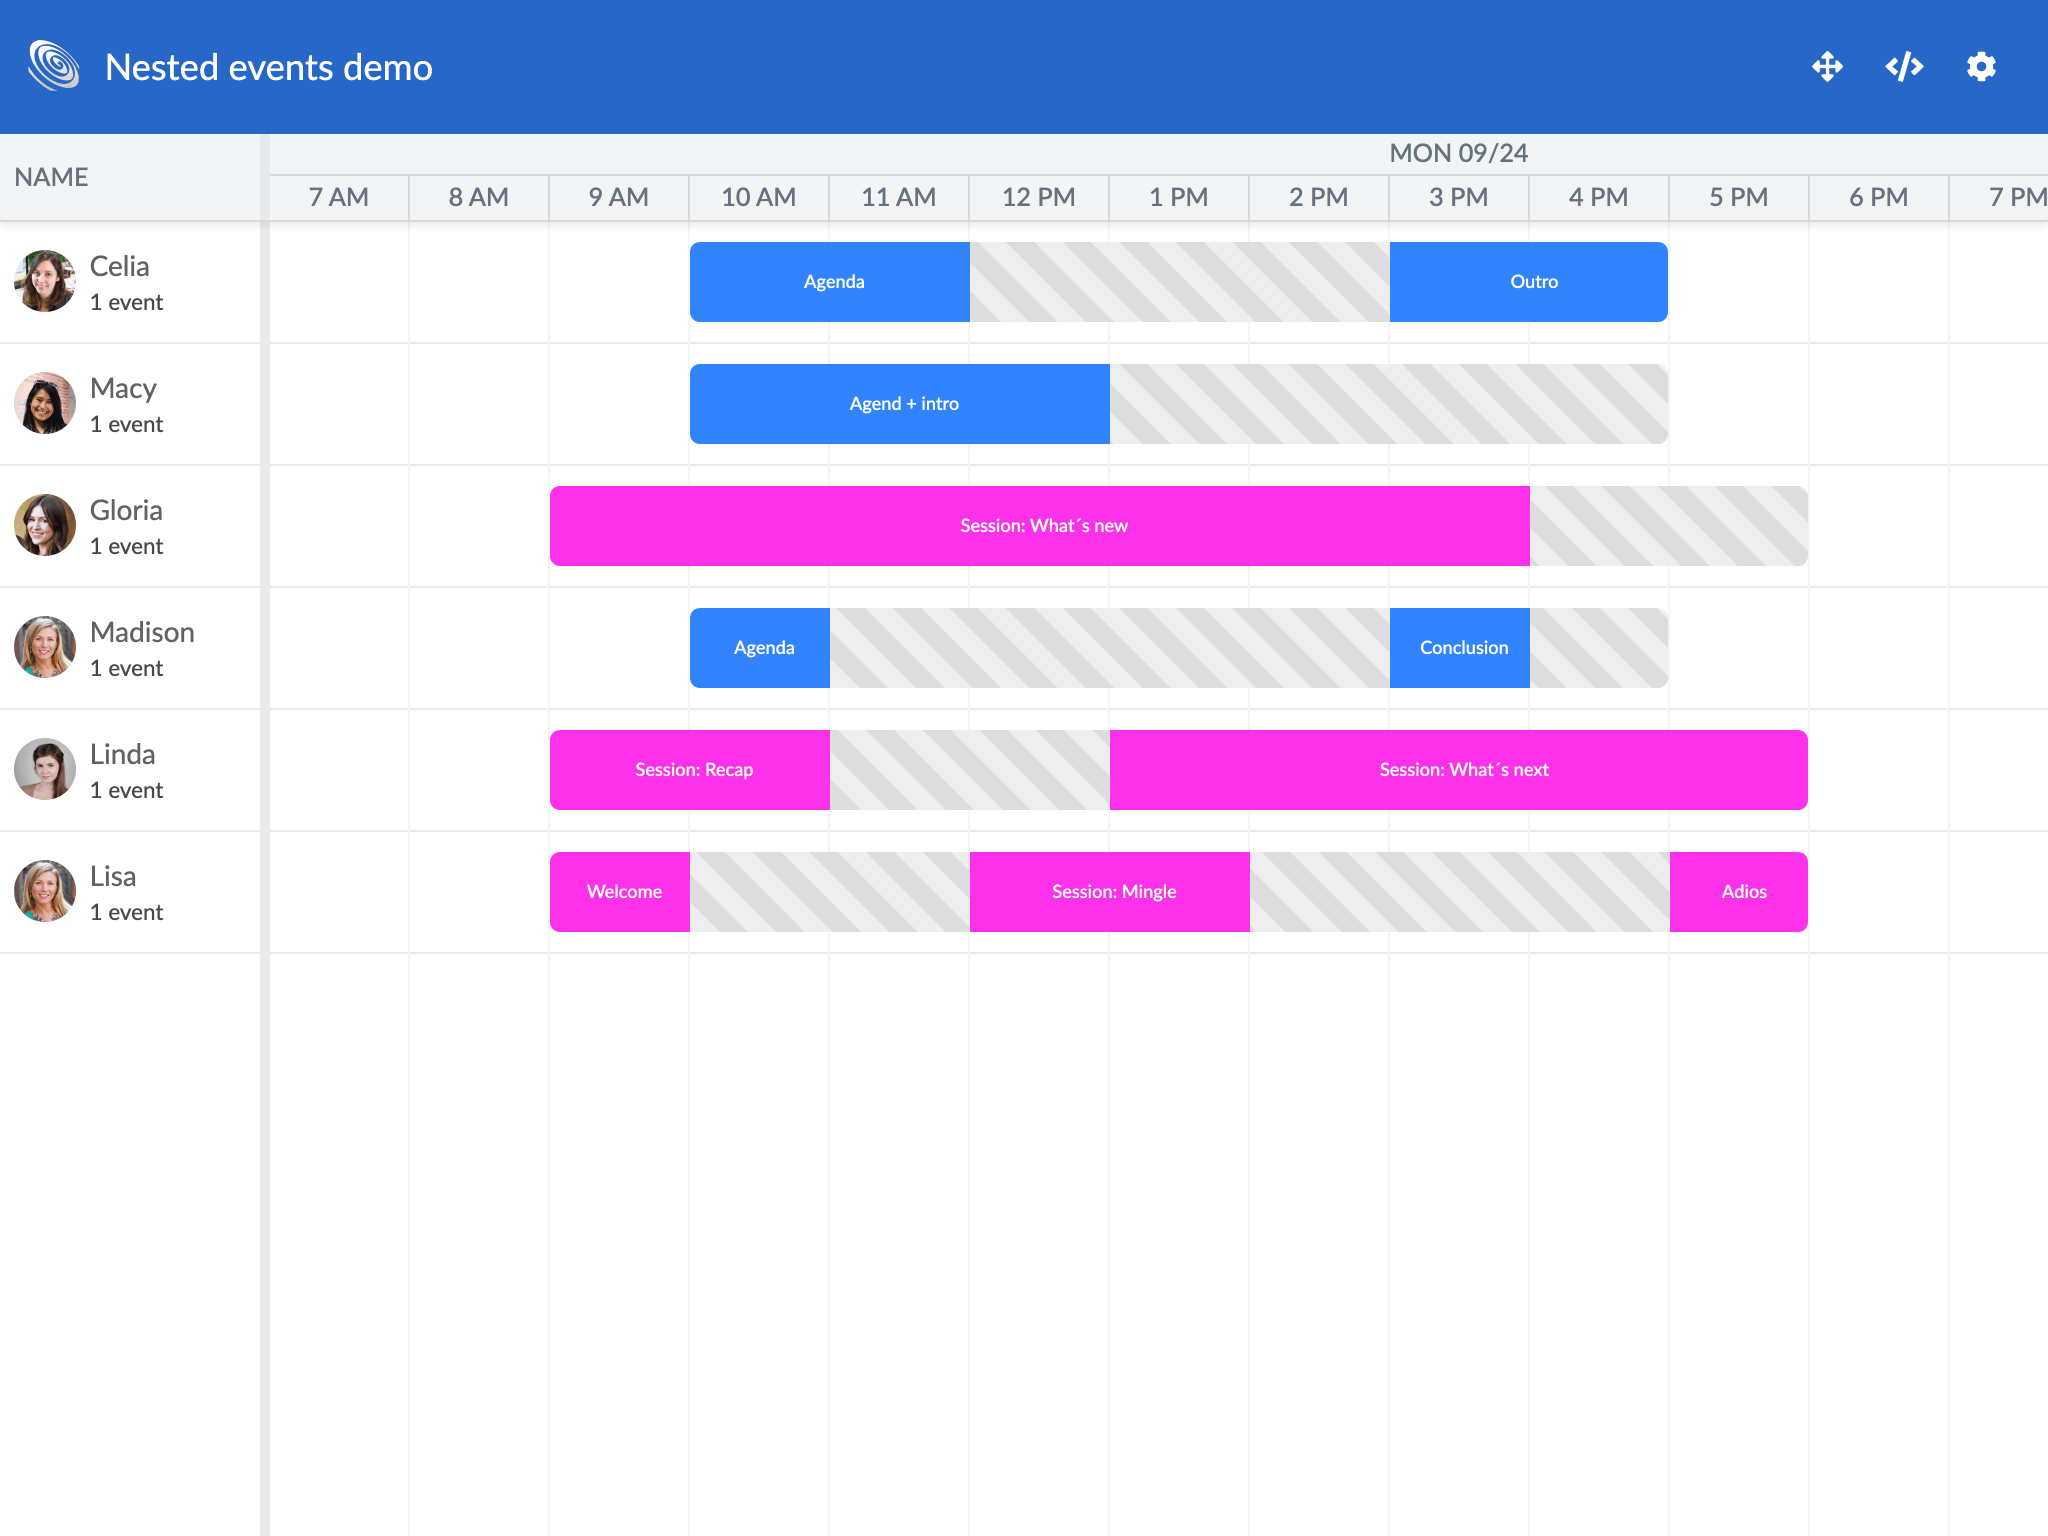 Nested events demo
NAME
MON 09/24
7 AM 8 AM 9 AM 10 AM 11 AM 12 PM 1 PM 2 PM 3 PM 4 PM 5 PM 6 PM 7 PM
Celia
1 event
Agenda
Outro
Macy
1 event
Agend + intro
Gloria
1 event
Session: What´s new
Madison
1 event
Agenda
Conclusion
Linda
1 event
Session: Recap
Session: What´s next
Lisa
1 event
Welcome
Session: Mingle
Adios